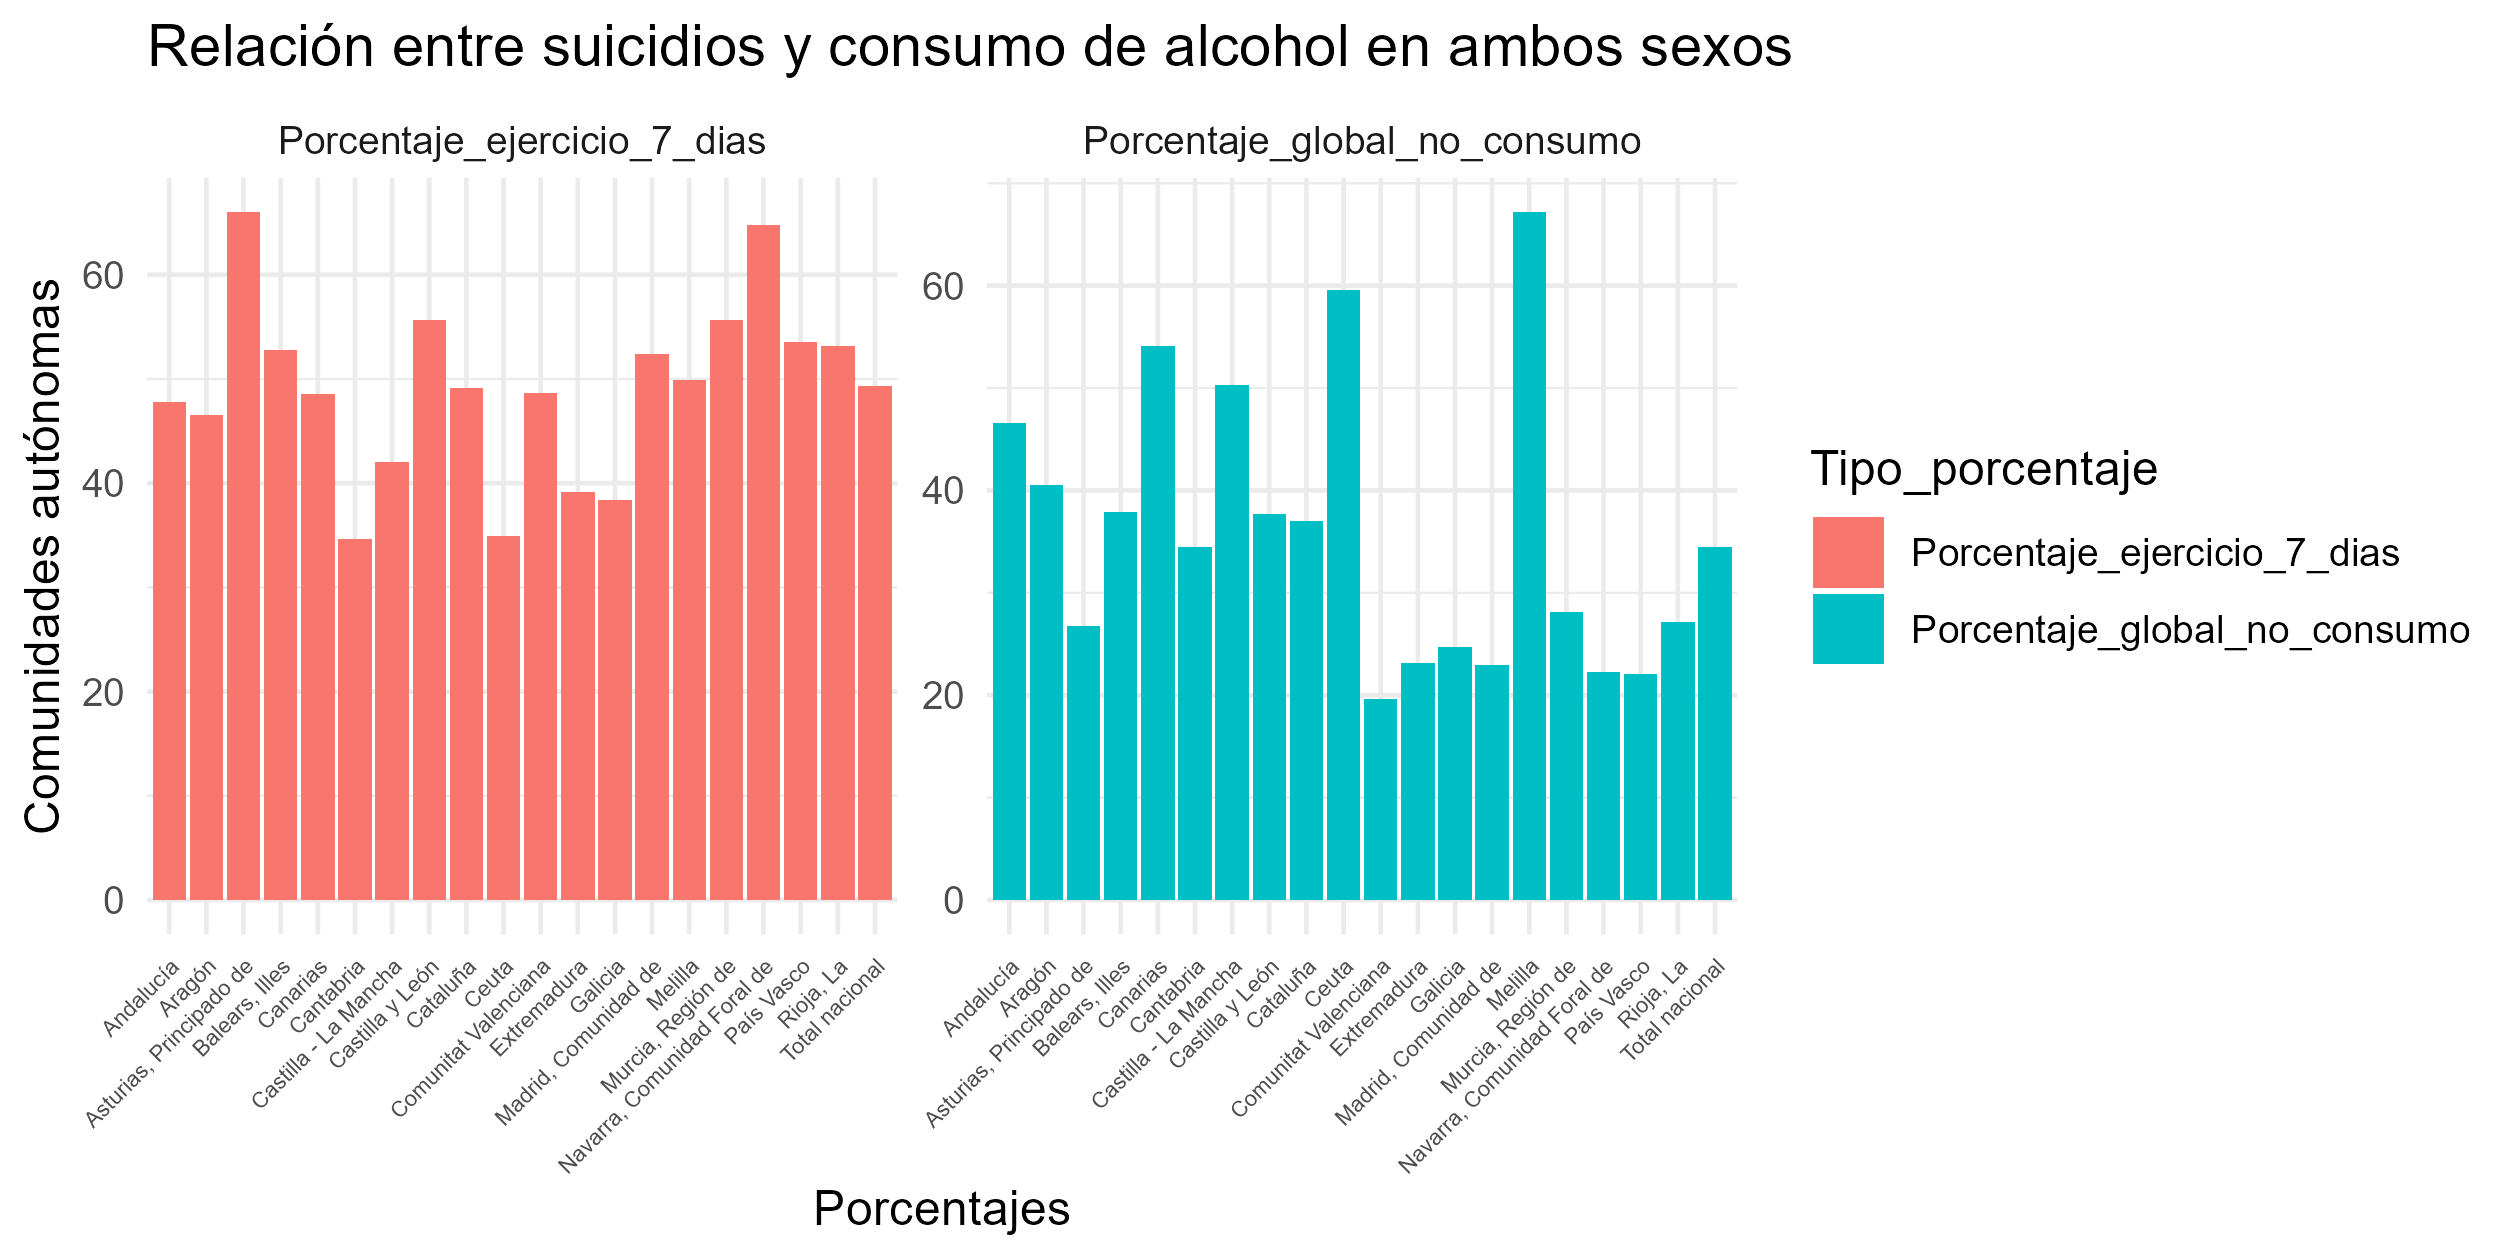 Relación entre suicidios y consumo de alcohol en ambos sexos
Porcentaje_ejercicio_7_dias
Porcentaje_global_no_consumo
Comunidades autónomas
60
40
20
0
60
40
20
0
Andalucía
Aragón
Asturias, Principado de
Balears, Illes
Canarias
Cantabria
Castilla - La Mancha
Castilla y León
Cataluña
Ceuta
Comunitat Valenciana
Extremadura
Galicia
Madrid, Comunidad de
Melilla
Murcia, Región de
Navarra, Comunidad Foral de
País Vasco
Rioja, La
Total nacional
Andalucía
Aragón
Asturias, Principado de
Balears, Illes
Canarias
Cantabria
Castilla - La Mancha
Castilla y León
Cataluña
Ceuta
Comunitat Valenciana
Extremadura
Galicia
Madrid, Comunidad de
Melilla
Murcia, Región de
Navarra, Comunidad Foral de
País Vasco
Rioja, La
Total nacional
Porcentajes
Tipo_porcentaje
Porcentaje_ejercicio_7_dias
Porcentaje_global_no_consumo